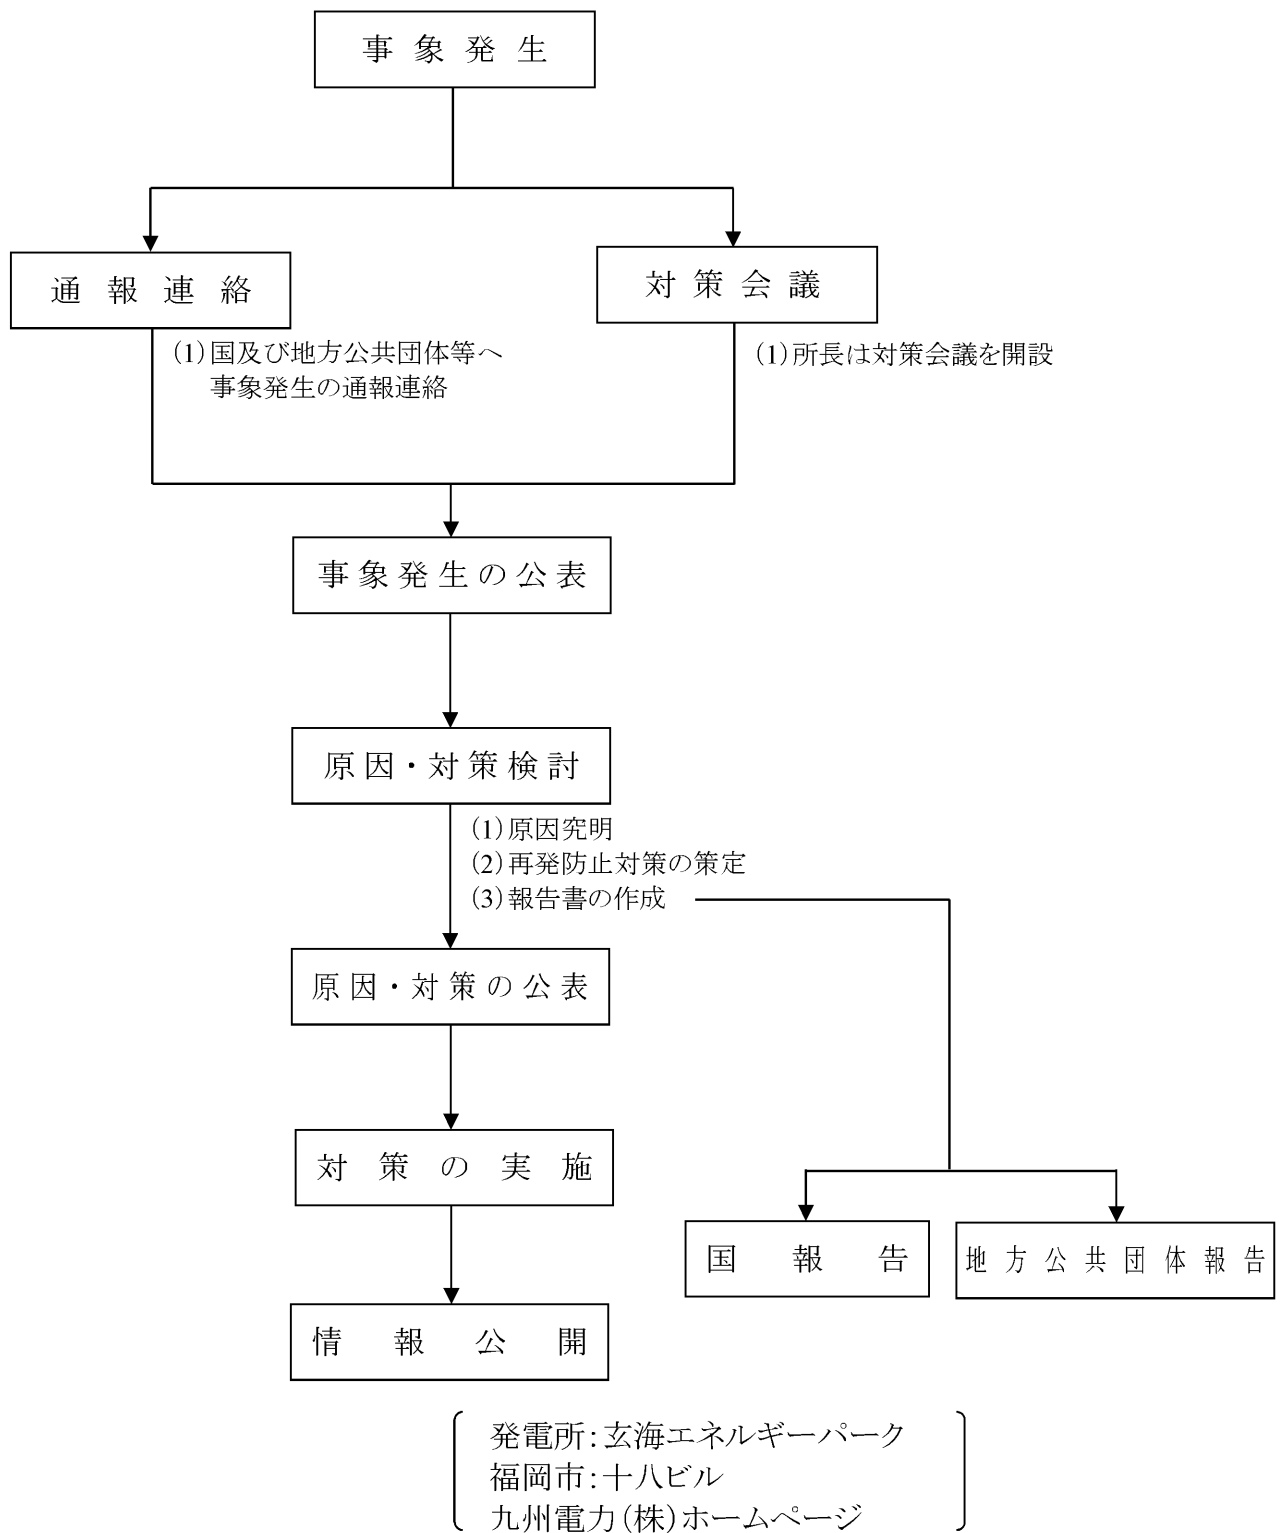 事象発生
通報連絡
対策会議
(1)国及び地方公共団体等へ
事象発生の通報連絡
(1)所長は対策会議を開設
事象発生の公表
原因・対策検討
(1)原因究明
(2)再発防止対策の策定
(3)報告書の作成
原因・対策の公表
対策の実施
国報告
地方公共団体報告
情報公開
発電所:玄海エネルギーパーク
福岡市:十八ビル
九州電力(株)ホームページ